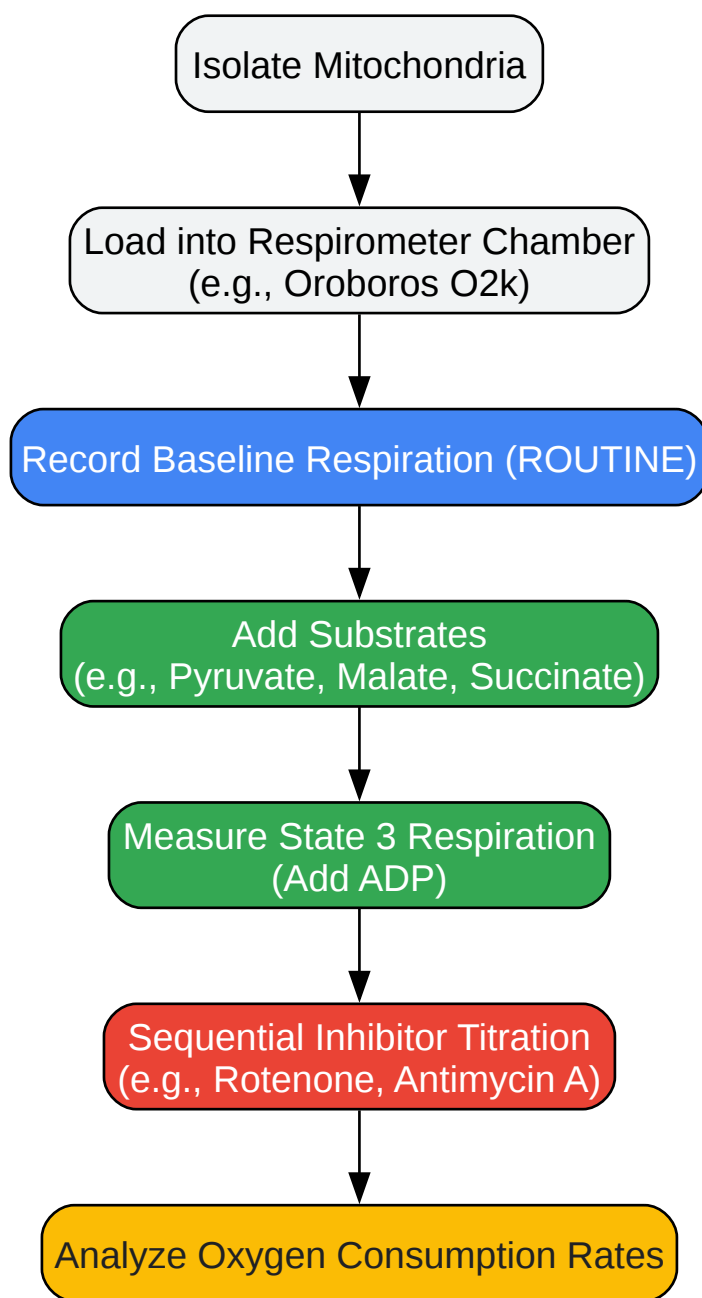 Isolate Mitochondria
Load into Respirometer Chamber
(e.g., Oroboros O2k)
Record Baseline Respiration (ROUTINE)
Add Substrates
(e.g., Pyruvate, Malate, Succinate)
Measure State 3 Respiration
(Add ADP)
Sequential Inhibitor Titration
(e.g., Rotenone, Antimycin A)
Analyze Oxygen Consumption Rates